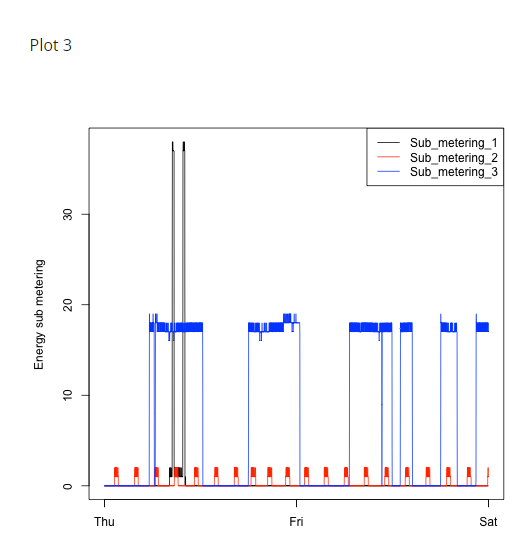 Plot 3
Sub_metering_1
Sub_metering_2
Sub_metering_3
Energy sub metering
30
20
10
0
Thu Fri Sat